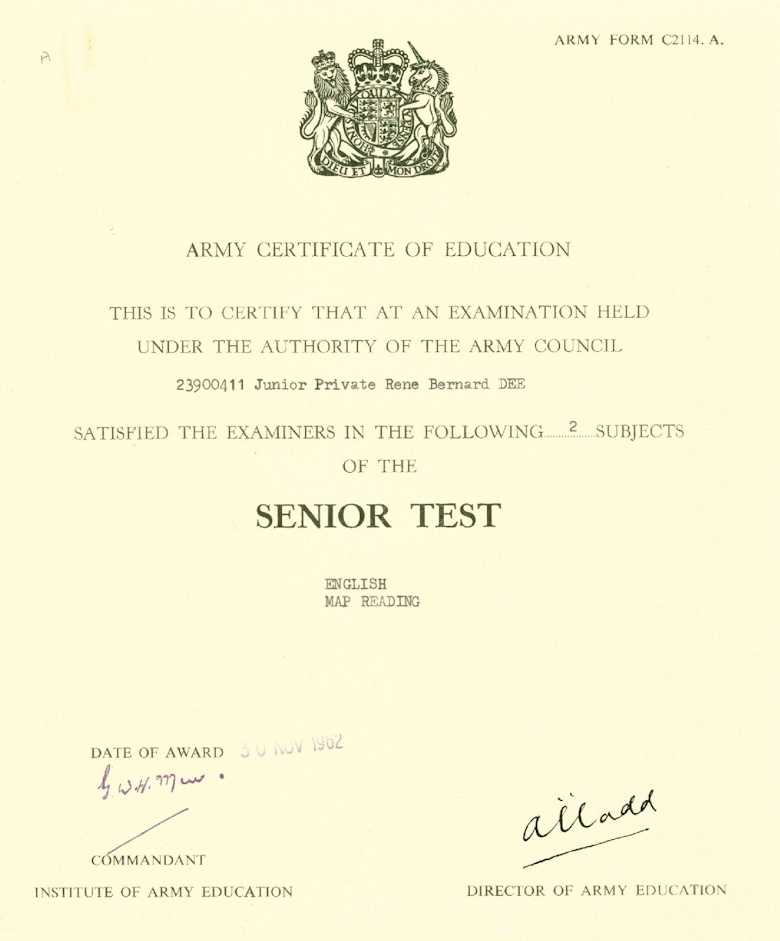 A
ARMY FORM C2114. A.
DIEU ET MON DROIT
ARMY CERTIFICATE OF EDUCATION
THIS IS TO CERTIFY THAT AT AN EXAMINATION HELD
UNDER THE AUTHORITY OF THE ARMY COUNCIL
23900411 Junior Private Rene Bernard DEE
SATISFIED THE EXAMINERS IN THE FOLLOWING......2......SUBJECTS
OF THE
SENIOR TEST
ENGLISH
MAP READING
DATE OF AWARD 30 NOV 1962
COMMANDANT
INSTITUTE OF ARMY EDUCATION
DIRECTOR OF ARMY EDUCATION